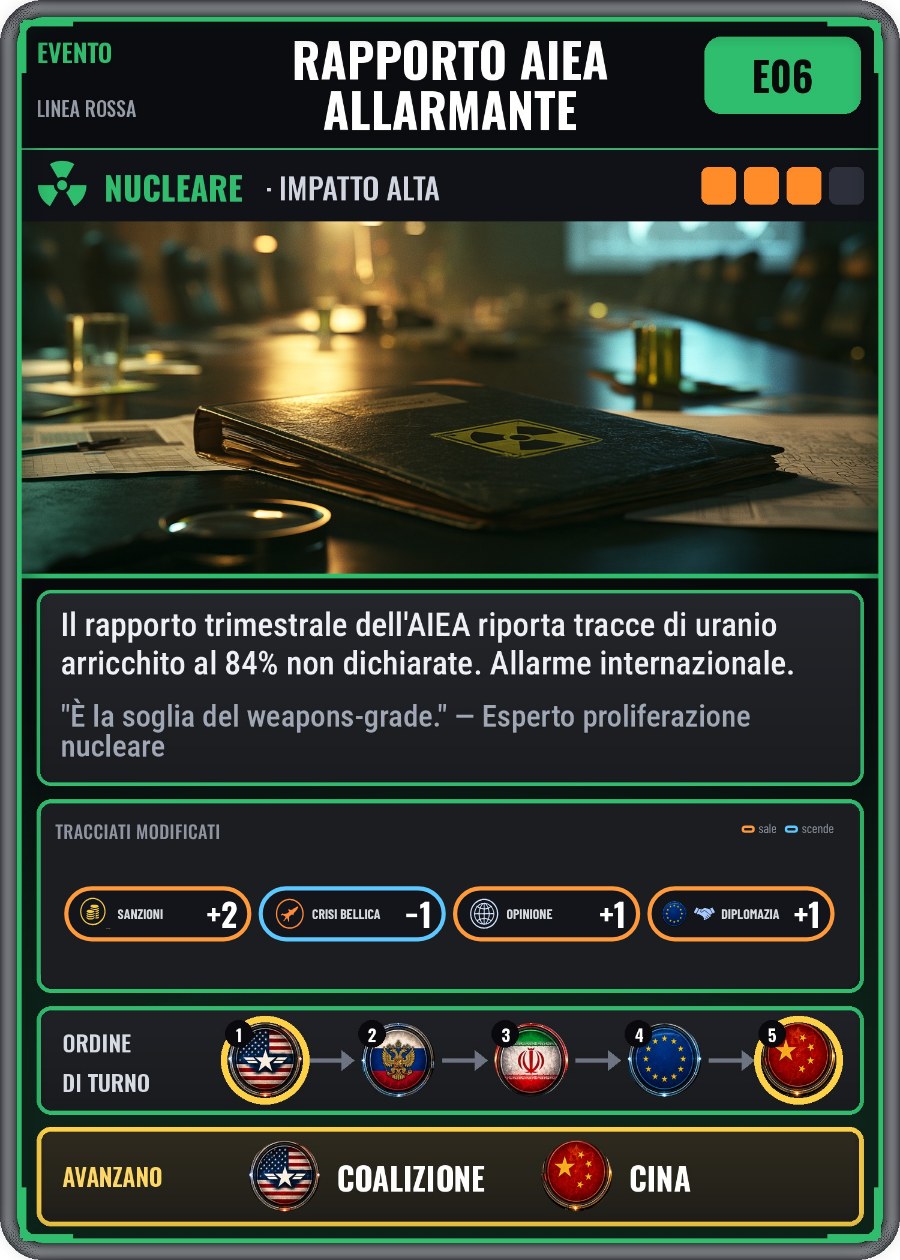 EVENTO
LINEA ROSSA
RAPPORTO AIEA
ALLARMANTE
E06
NUCLEARE · IMPATTO ALTA
Il rapporto trimestrale dell'AIEA riporta tracce di uranio
arricchito al 84% non dichiarate. Allarme internazionale.
"È la soglia del weapons-grade." — Esperto proliferazione
nucleare
TRACCIATI MODIFICATI
sale scende
SANZIONI +2
CRISI BELLICA −1
OPINIONE +1
DIPLOMAZIA +1
ORDINE
DI TURNO
1 2 3 4 5
AVANZANO COALIZIONE CINA